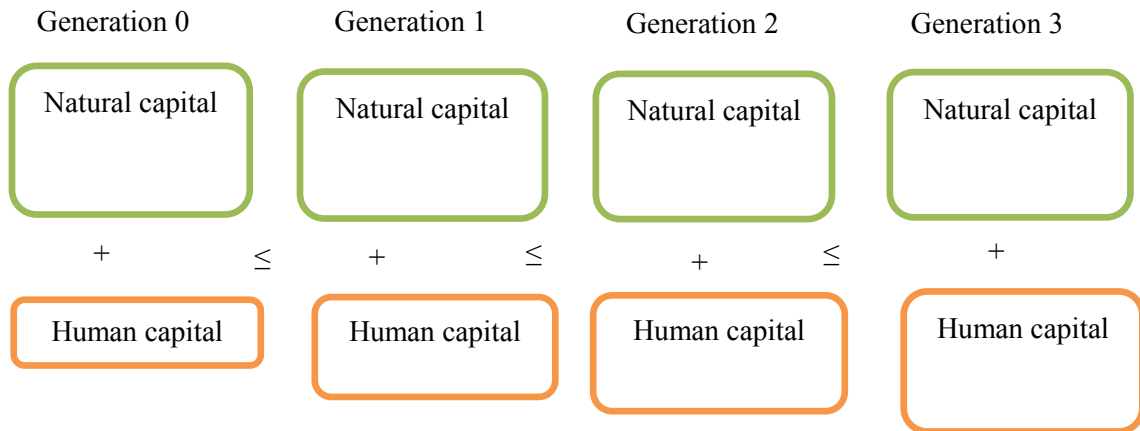 Generation 0 Generation 1 Generation 2 Generation 3
Natural capital Natural capital Natural capital Natural capital
+ ≤ + ≤ + ≤ +
Human capital Human capital Human capital Human capital